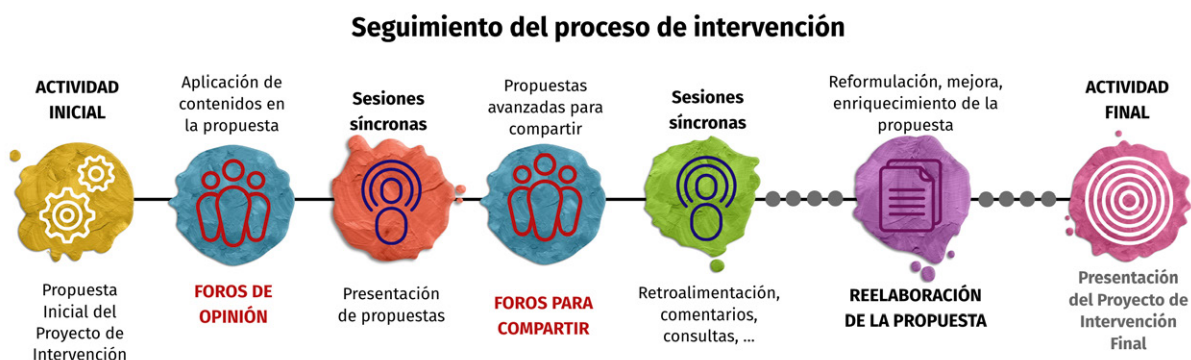 Seguimiento del proceso de intervención
ACTIVIDAD
INICIAL
Propuesta
Inicial del
Proyecto de
Intervención
Aplicación de
contenidos en
la propuesta
FOROS DE
OPINIÓN
Sesiones
síncronas
Presentación
de propuestas
Propuestas
avanzadas para
compartir
FOROS PARA
COMPARTIR
Sesiones
síncronas
Retroalimentación,
comentarios,
consultas, ...
Reformulación, mejora,
enriquecimiento de la
propuesta
REELABORACIÓN
DE LA PROPUESTA
ACTIVIDAD
FINAL
Presentación
del Proyecto de
Intervención
Final